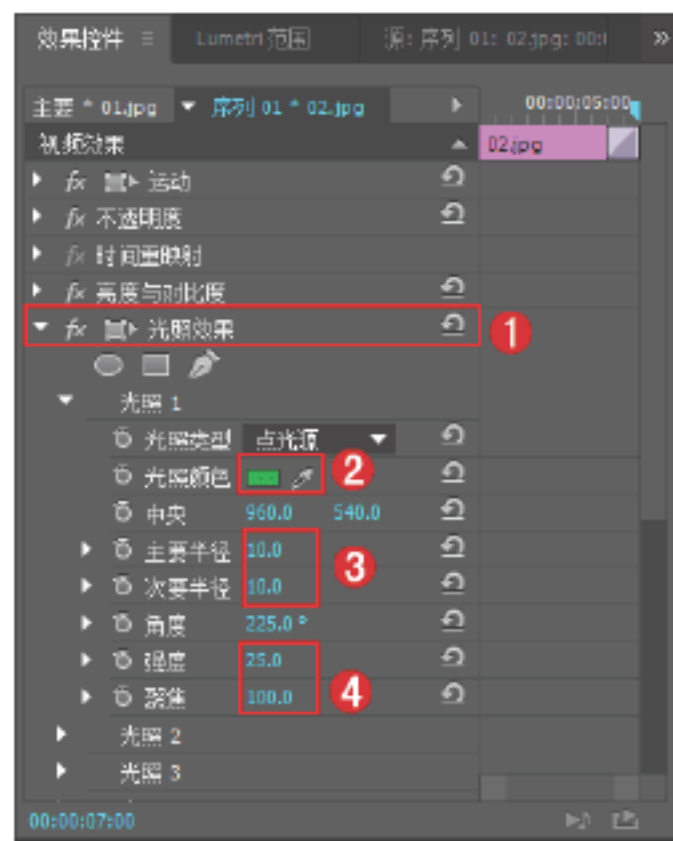 效果控件 ≡ Lumetri 范围 源: 序列 01: 02.jpg: 00:0 »
主要 * 01.jpg 序列 01 * 02.jpg 00:00:05:00
视频效果 02.jpg
fx 运动
fx 不透明度
fx 时间重映射
fx 亮度与对比度
fx 光照效果 1
光照 1
光照类型 点光源
光照颜色 2
中央 960.0 540.0
主要半径 10.0
3
次要半径 10.0
角度 225.0 °
强度 25.0
聚焦 100.0 4
光照 2
光照 3
00:00:07:00